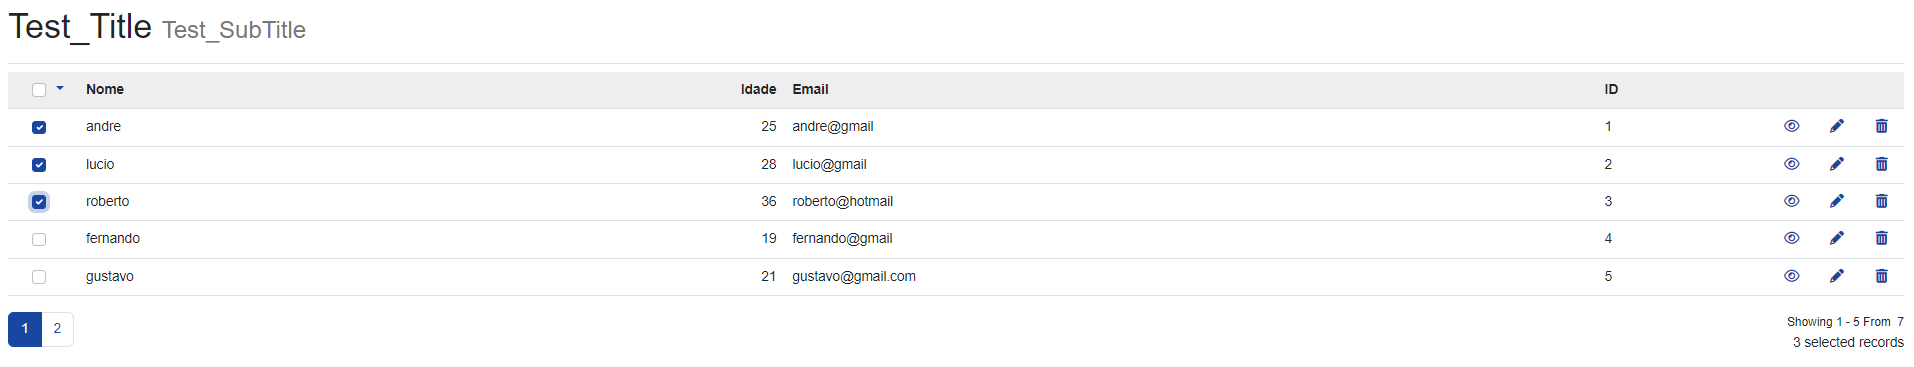 Test_Title Test_SubTitle
Nome Idade Email ID
andre 25 andre@gmail 1
lucio 28 lucio@gmail 2
roberto 36 roberto@hotmail 3
fernando 19 fernando@gmail 4
gustavo 21 gustavo@gmail.com 5
1 2 Showing 1 - 5 From 7
3 selected records